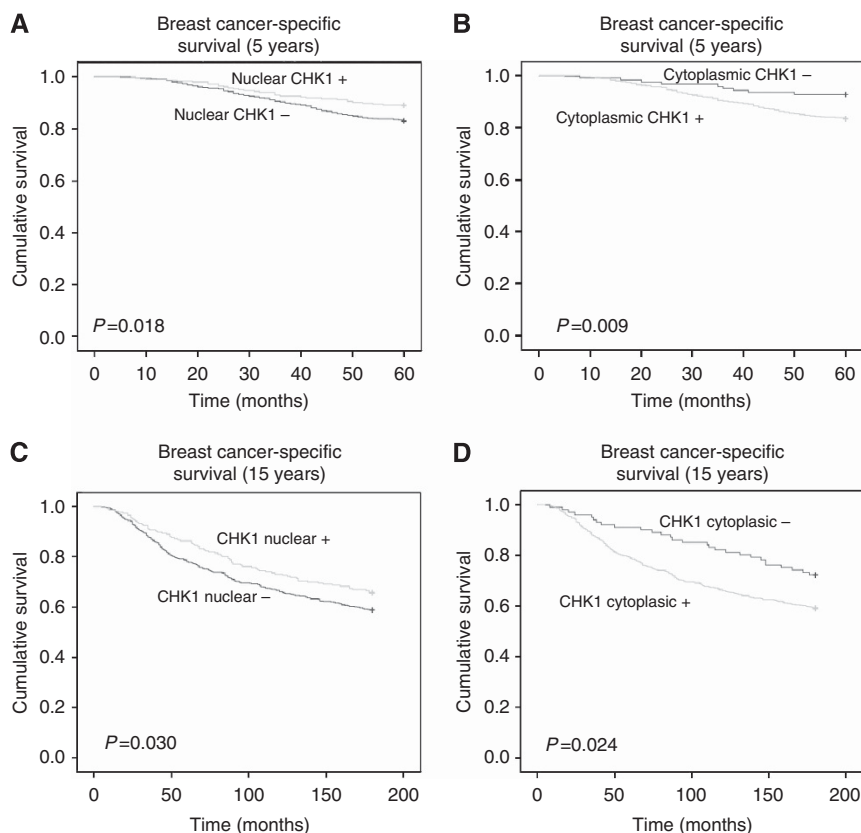 A
Breast cancer-specific
survival (5 years)
1.0
0.8
0.6
0.4
0.2
0.0
Cumulative survival
Nuclear CHK1 +
Nuclear CHK1 –
P=0.018
0 10 20 30 40 50 60
Time (months)
B
Breast cancer-specific
survival (5 years)
1.0
0.8
0.6
0.4
0.2
0.0
Cumulative survival
Cytoplasmic CHK1 –
Cytoplasmic CHK1 +
P=0.009
0 10 20 30 40 50 60
Time (months)
C
Breast cancer-specific
survival (15 years)
1.0
0.8
0.6
0.4
0.2
0.0
Cumulative survival
CHK1 nuclear +
CHK1 nuclear –
P=0.030
0 50 100 150 200
Time (months)
D
Breast cancer-specific
survival (15 years)
1.0
0.8
0.6
0.4
0.2
0.0
Cumulative survival
CHK1 cytoplasic –
CHK1 cytoplasic +
P=0.024
0 50 100 150 200
Time (months)